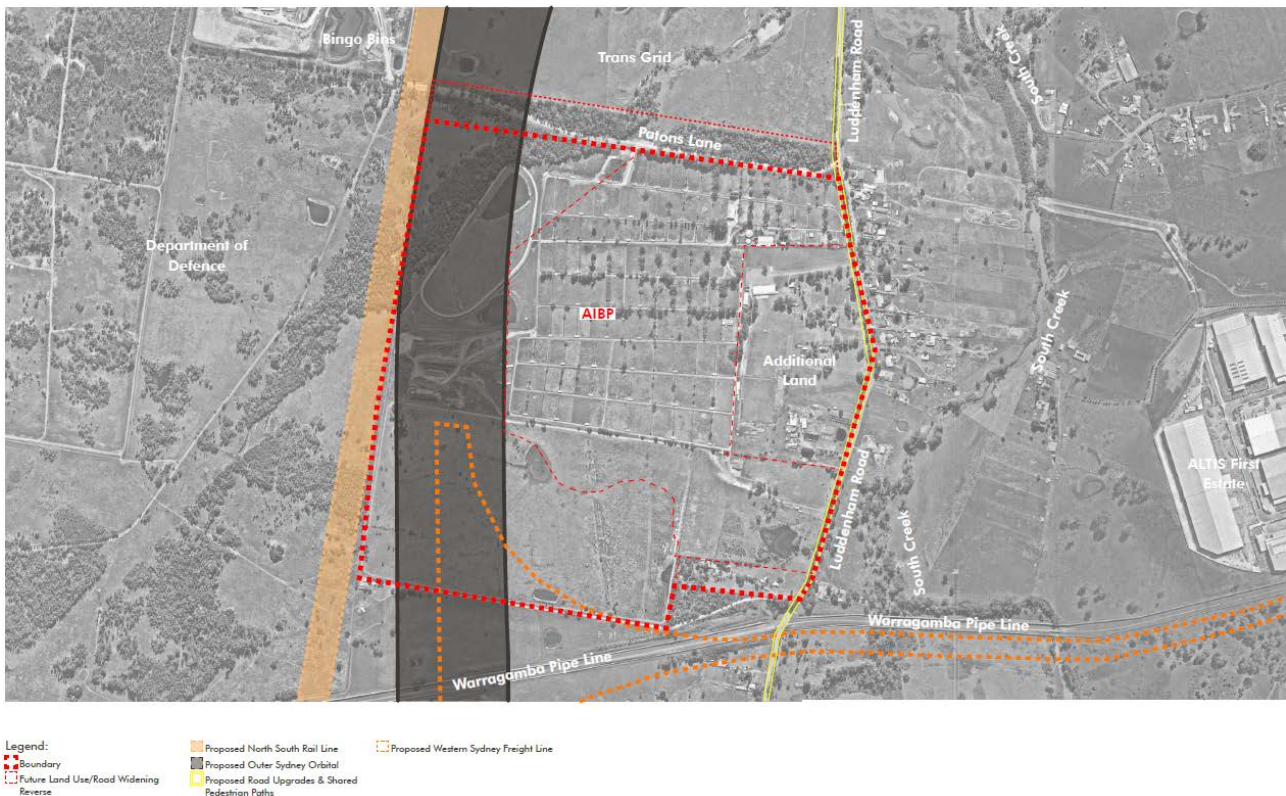 Bingo Bins
Trans Grid
Luddenham Road
South Creek
Patons Lane
Department of
Defence
AIBP
Additional
Land
South Creek
ALTIS First
Estate
Luddenham Road
South Creek
Warragamba Pipe Line
Warragamba Pipe Line
Legend:
Boundary
Future Land Use/Road Widening
Reverse
Proposed North South Rail Line
Proposed Outer Sydney Orbital
Proposed Road Upgrades & Shared
Pedestrian Paths
Proposed Western Sydney Freight Line